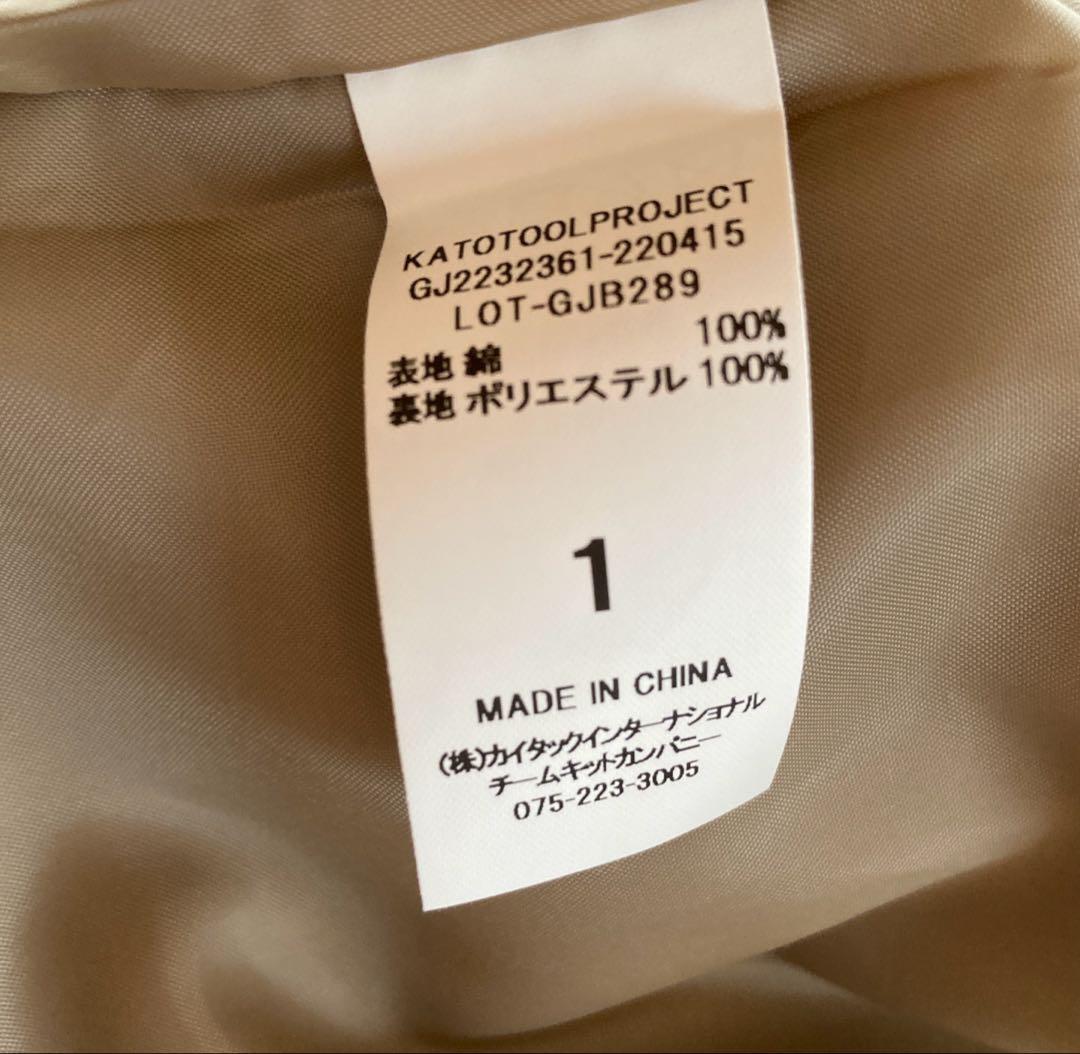 KATOTOOLPROJECT
GJ2232361-220415
LOT-GJB289
表地 綿 100%
裏地 ポリエステル 100%
1
MADE IN CHINA
(株)カイタックインターナショナル
チームキットカンパニー
075-223-3005